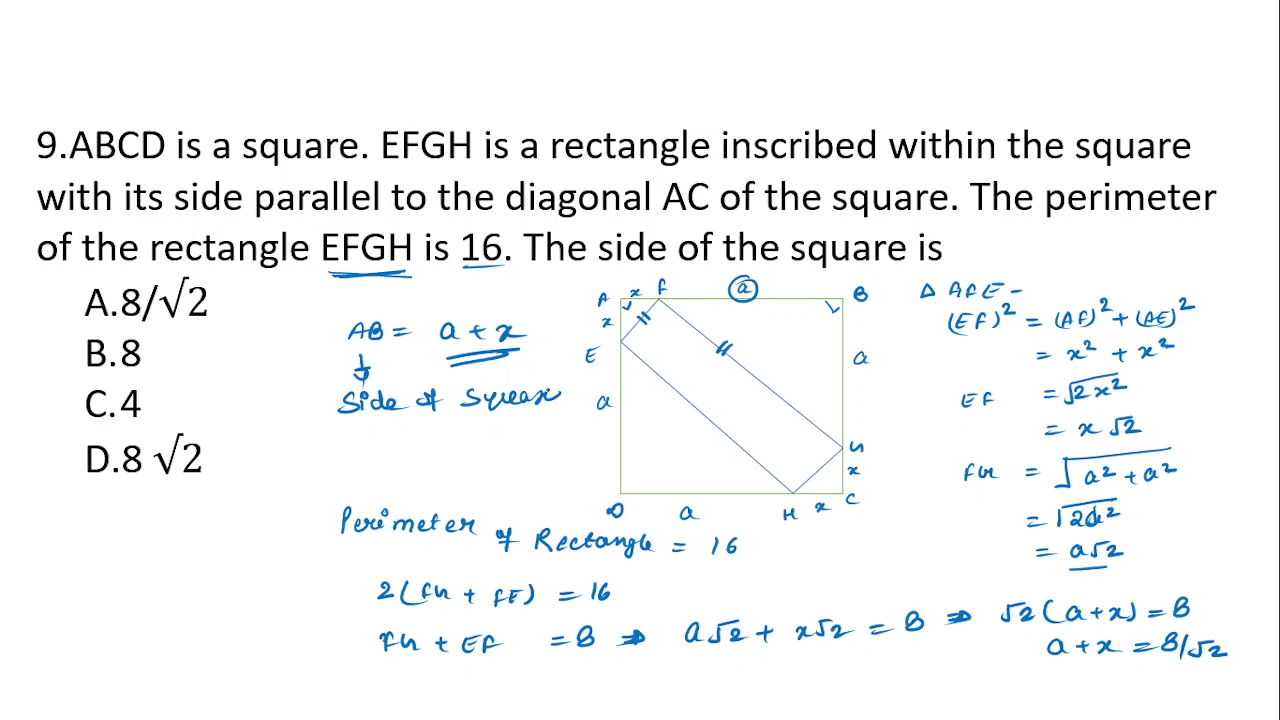 9.ABCD is a square. EFGH is a rectangle inscribed within the square
with its side parallel to the diagonal AC of the square. The perimeter
of the rectangle EFGH is 16. The side of the square is
A.8/√2
B.8
C.4
D.8 √2
AB = a + x
↓
Side of Square
A x F a B
x
E a
a
G
x
D a H x C
Δ AFE -
(EF)² = (AF)² + (AE)²
= x² + x²
EF = √2x²
= x √2
FG = √a² + a²
= √2a²
= a√2
Perimeter of Rectangle = 16
2(FG + FE) = 16
FG + EF = 8 ⇒ a√2 + x√2 = 8 ⇒ √2(a+x) = 8
a+x = 8/√2